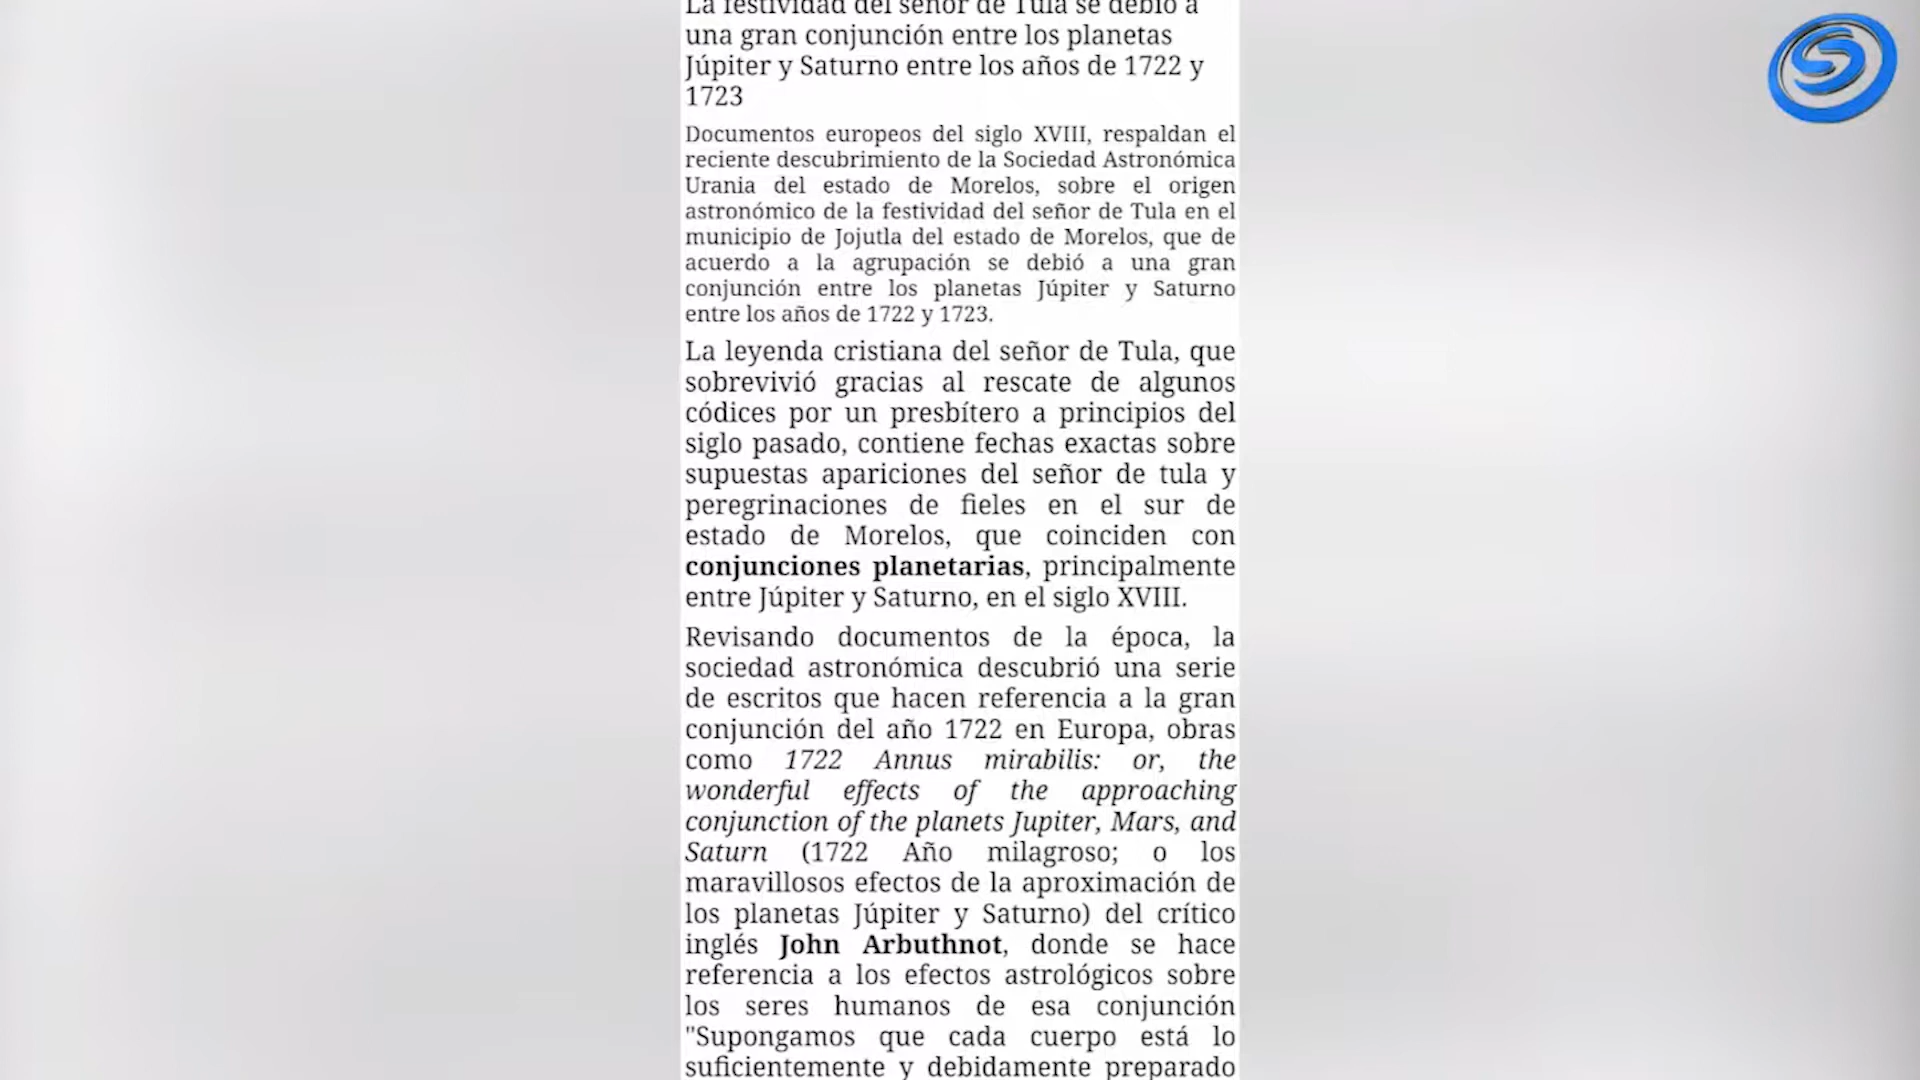 La festividad del señor de Tula se debió a
una gran conjunción entre los planetas
Júpiter y Saturno entre los años de 1722 y
1723
Documentos europeos del siglo XVIII, respaldan el
reciente descubrimiento de la Sociedad Astronómica
Urania del estado de Morelos, sobre el origen
astronómico de la festividad del señor de Tula en el
municipio de Jojutla del estado de Morelos, que de
acuerdo a la agrupación se debió a una gran
conjunción entre los planetas Júpiter y Saturno
entre los años de 1722 y 1723.
La leyenda cristiana del señor de Tula, que
sobrevivió gracias al rescate de algunos
códices por un presbítero a principios del
siglo pasado, contiene fechas exactas sobre
supuestas apariciones del señor de tula y
peregrinaciones de fieles en el sur de
estado de Morelos, que coinciden con
conjunciones planetarias, principalmente
entre Júpiter y Saturno, en el siglo XVIII.
Revisando documentos de la época, la
sociedad astronómica descubrió una serie
de escritos que hacen referencia a la gran
conjunción del año 1722 en Europa, obras
como 1722 Annus mirabilis: or, the
wonderful effects of the approaching
conjunction of the planets Jupiter, Mars, and
Saturn (1722 Año milagroso; o los
maravillosos efectos de la aproximación de
los planetas Júpiter y Saturno) del crítico
inglés John Arbuthnot, donde se hace
referencia a los efectos astrológicos sobre
los seres humanos de esa conjunción
"Supongamos que cada cuerpo está lo
suficientemente y debidamente preparado